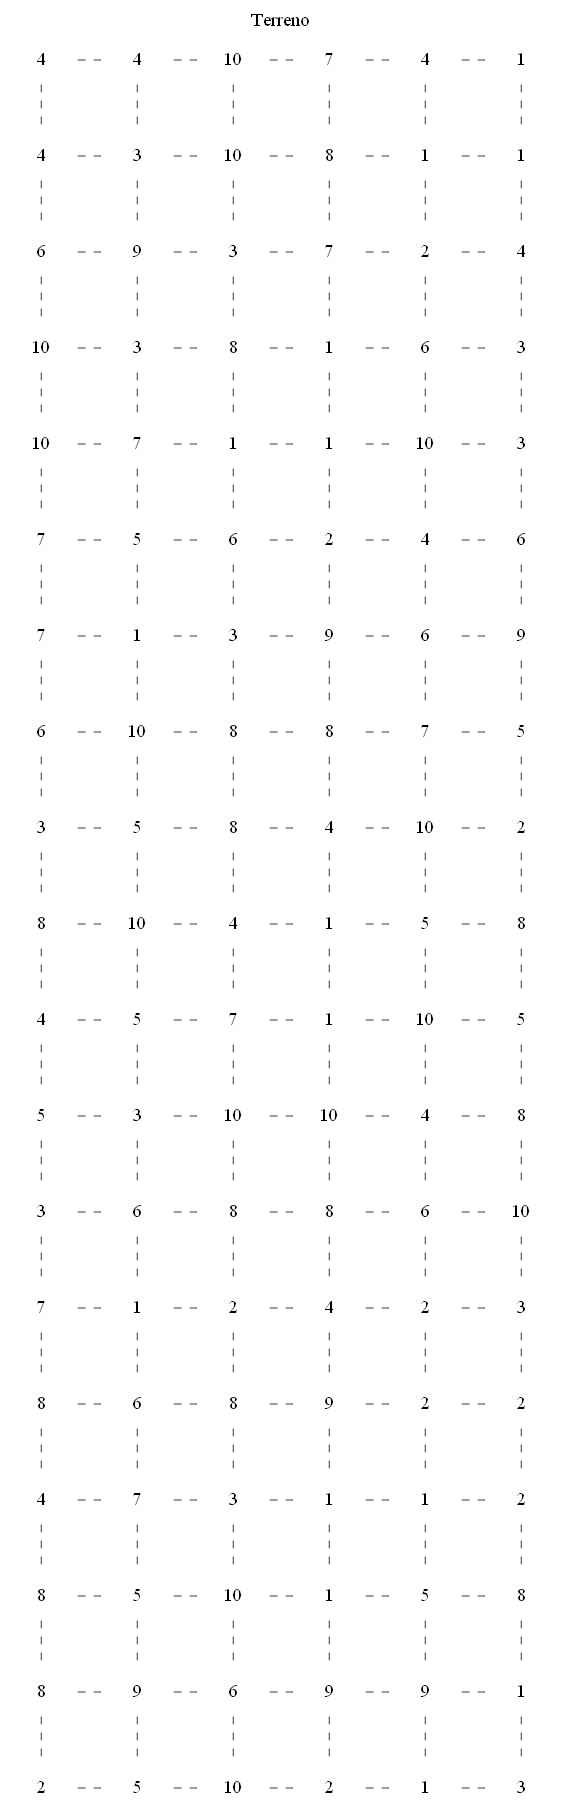 Terreno
4 -- 4 -- 10 -- 7 -- 4 -- 1
| | | | | |
4 -- 3 -- 10 -- 8 -- 1 -- 1
| | | | | |
6 -- 9 -- 3 -- 7 -- 2 -- 4
| | | | | |
10 -- 3 -- 8 -- 1 -- 6 -- 3
| | | | | |
10 -- 7 -- 1 -- 1 -- 10 -- 3
| | | | | |
7 -- 5 -- 6 -- 2 -- 4 -- 6
| | | | | |
7 -- 1 -- 3 -- 9 -- 6 -- 9
| | | | | |
6 -- 10 -- 8 -- 8 -- 7 -- 5
| | | | | |
3 -- 5 -- 8 -- 4 -- 10 -- 2
| | | | | |
8 -- 10 -- 4 -- 1 -- 5 -- 8
| | | | | |
4 -- 5 -- 7 -- 1 -- 10 -- 5
| | | | | |
5 -- 3 -- 10 -- 10 -- 4 -- 8
| | | | | |
3 -- 6 -- 8 -- 8 -- 6 -- 10
| | | | | |
7 -- 1 -- 2 -- 4 -- 2 -- 3
| | | | | |
8 -- 6 -- 8 -- 9 -- 2 -- 2
| | | | | |
4 -- 7 -- 3 -- 1 -- 1 -- 2
| | | | | |
8 -- 5 -- 10 -- 1 -- 5 -- 8
| | | | | |
8 -- 9 -- 6 -- 9 -- 9 -- 1
| | | | | |
2 -- 5 -- 10 -- 2 -- 1 -- 3